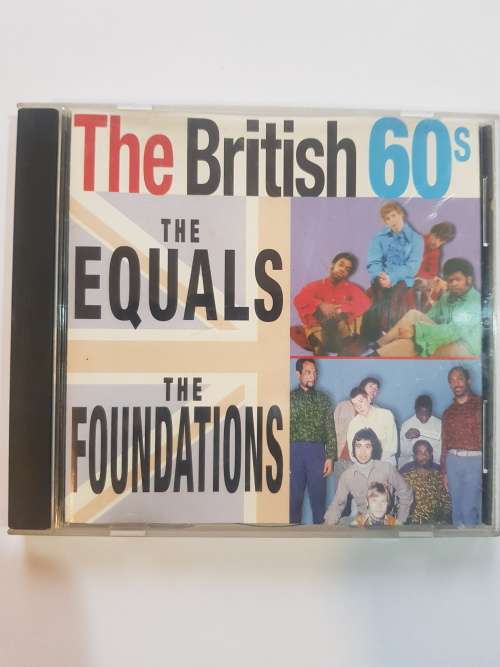 The British 60s
THE
EQUALS
THE
FOUNDATIONS